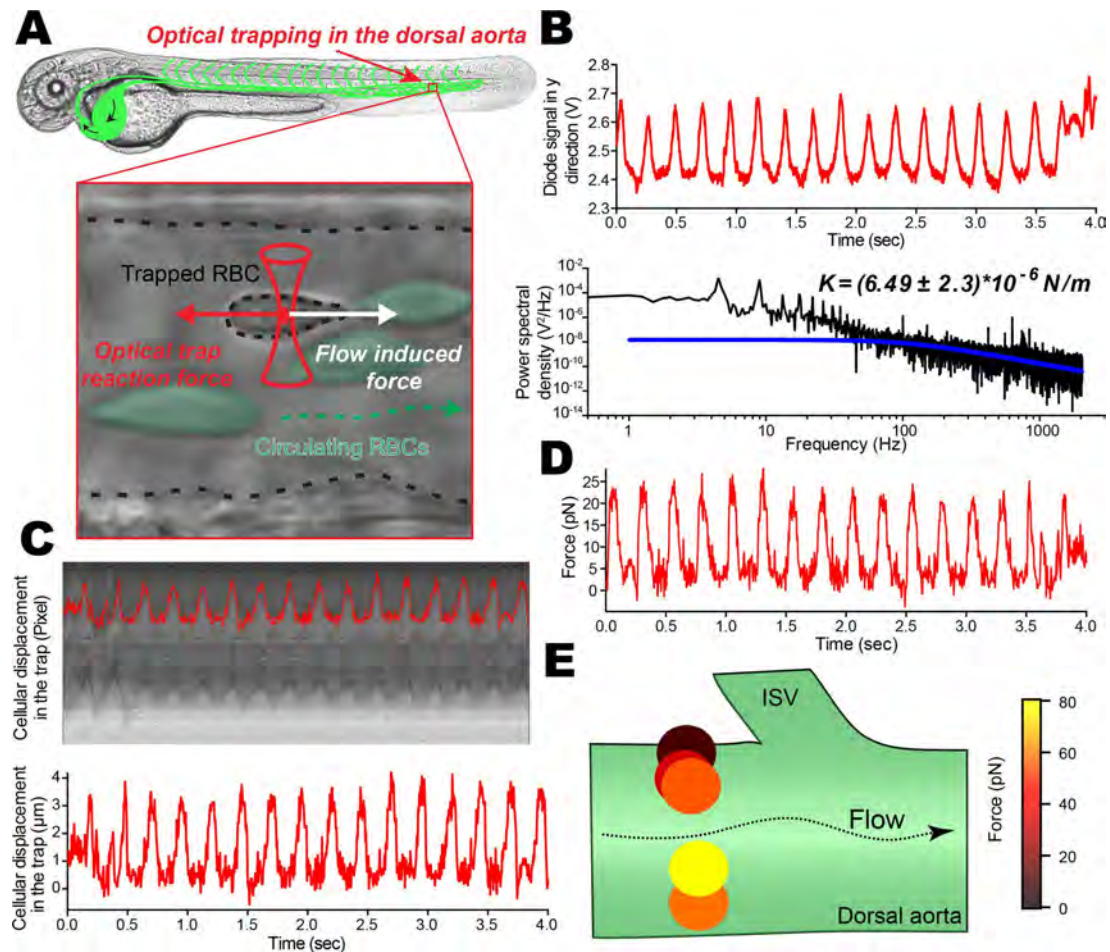 A
Optical trapping in the dorsal aorta
Trapped RBC
Optical trap
reaction force
Flow induced
force
Circulating RBCs
B
Diode signal in y
direction (V)
2.8
2.7
2.6
2.5
2.4
2.3
0.0 0.5 1.0 1.5 2.0 2.5 3.0 3.5 4.0
Time (sec)
Power spectral
density (V²/Hz)
10⁻²
10⁻⁴
10⁻⁶
10⁻⁸
10⁻¹⁰
10⁻¹²
10⁻¹⁴
K= (6.49 ± 2.3)*10⁻⁶ N/m
1 10 100 1000
Frequency (Hz)
C
Cellular displacement
in the trap (Pixel)
Cellular displacement
in the trap (µm)
4
3
2
1
0
0.0 0.5 1.0 1.5 2.0 2.5 3.0 3.5 4.0
Time (sec)
D
Force (pN)
25
20
15
10
5
0
0.0 0.5 1.0 1.5 2.0 2.5 3.0 3.5 4.0
Time (sec)
E
ISV
Flow
Dorsal aorta
Force (pN)
80
60
40
20
0